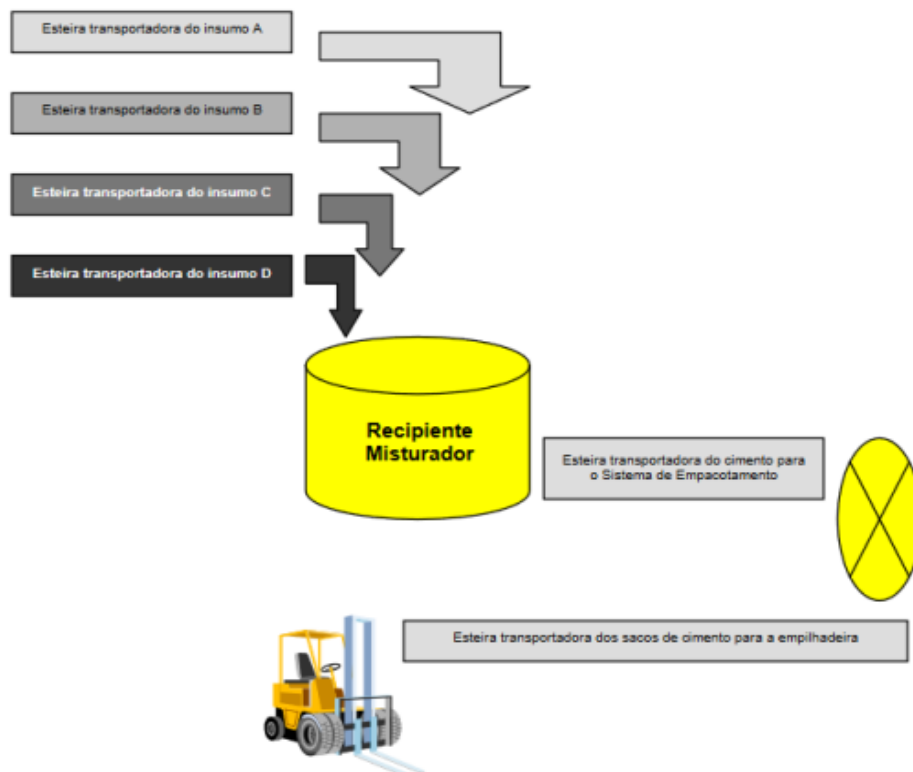 Esteira transportadora do insumo A
Esteira transportadora do insumo B
Esteira transportadora do insumo C
Esteira transportadora do insumo D
Recipiente
Misturador
Esteira transportadora do cimento para
o Sistema de Empacotamento
Esteira transportadora dos sacos de cimento para a empilhadeira